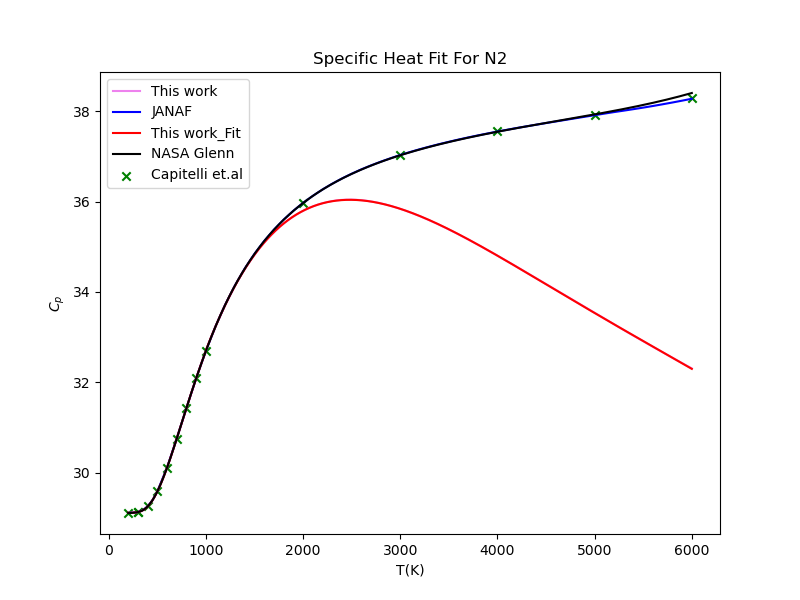 Specific Heat Fit For N2
This work
JANAF
This work_Fit
NASA Glenn
Capitelli et.al
38
36
34
32
30
C_p
0 1000 2000 3000 4000 5000 6000
T(K)